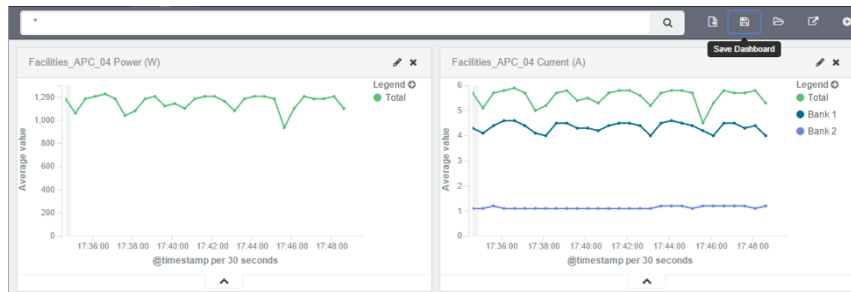 *
Save Dashboard
Facilities_APC_04 Power (W)
Legend
Total
Average value
1,200
1,000
800
600
400
200
0
17:36:00 17:38:00 17:40:00 17:42:00 17:44:00 17:46:00 17:48:00
@timestamp per 30 seconds
Facilities_APC_04 Current (A)
Legend
Total
Bank 1
Bank 2
Average value
6
5
4
3
2
1
0
17:36:00 17:38:00 17:40:00 17:42:00 17:44:00 17:46:00 17:48:00
@timestamp per 30 seconds